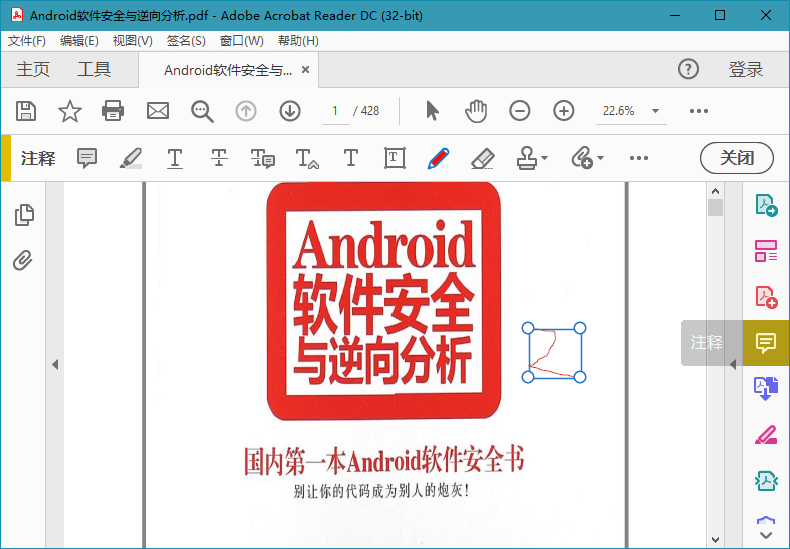 Android软件安全与逆向分析.pdf - Adobe Acrobat Reader DC (32-bit)
文件(F) 编辑(E) 视图(V) 签名(S) 窗口(W) 帮助(H)
主页 工具 Android软件安全与... × ? 登录
1 / 428 22.6%
注释 关闭
Android
软件安全
与逆向分析
注释
国内第一本Android软件安全书
别让你的代码成为别人的炮灰!